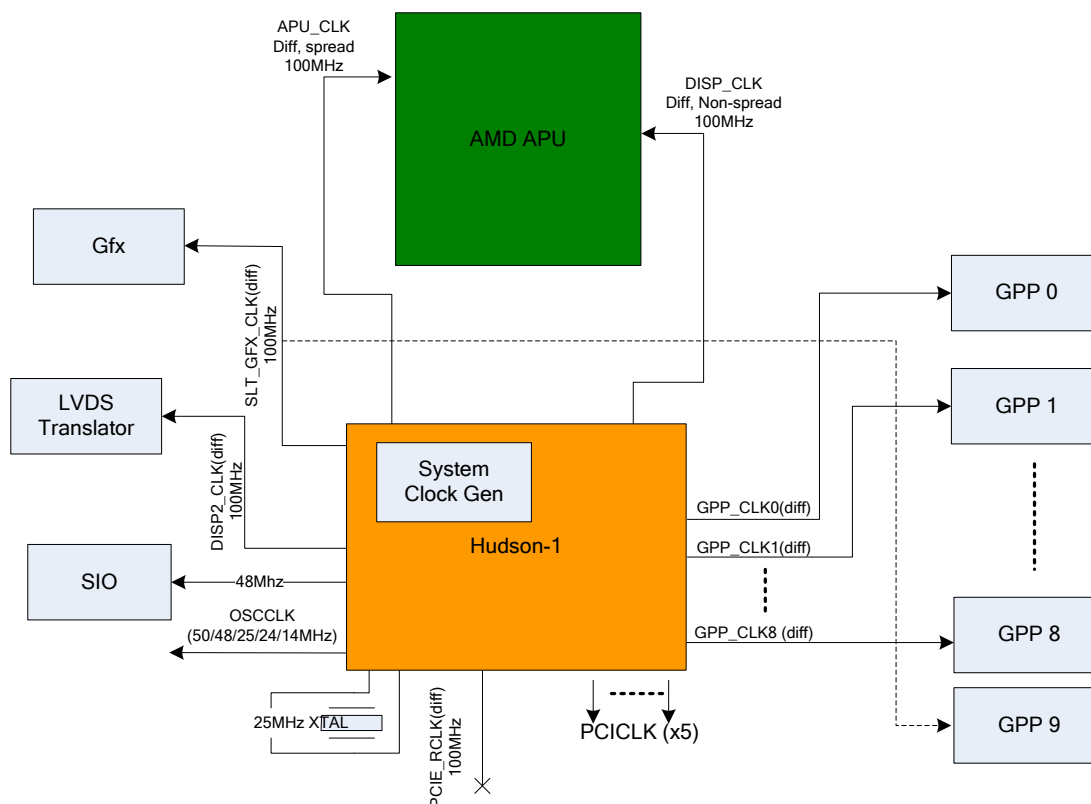 APU_CLK
Diff, spread
100MHz
DISP_CLK
Diff, Non-spread
100MHz
AMD APU
Gfx
SLT_GFX_CLK(diff)
100MHz
GPP 0
LVDS
Translator
DISP2_CLK(diff)
100MHz
GPP 1
System
Clock Gen
Hudson-1
GPP_CLK0(diff)
GPP_CLK1(diff)
SIO
48Mhz
OSCCLK
(50/48/25/24/14MHz)
GPP_CLK8 (diff)
GPP 8
25MHz XTAL
PCIE_RCLK(diff)
100MHz
PCICLK (x5)
GPP 9